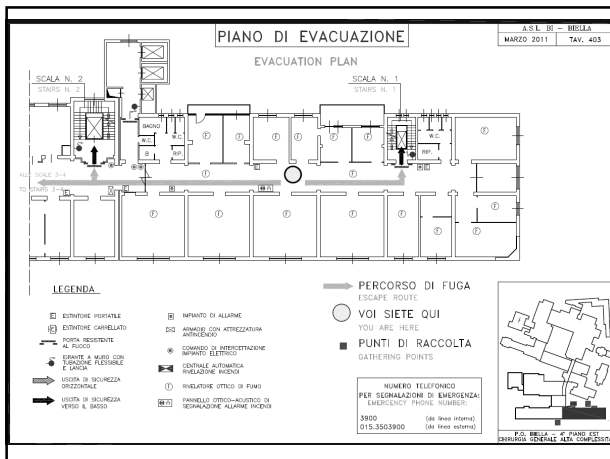 PIANO DI EVACUAZIONE
EVACUATION PLAN
A.S.L. BI - BIELLA
MARZO 2011 TAV. 403
SCALA N. 2
STAIRS N. 2
SCALA N. 1
STAIRS N. 1
BAGNO
W.C.
W.C.
B
RIP.
W.C.
RIP.
ALLE SCALE 3-4
TO STAIRS 3-4
LEGENDA
E ESTINTORE PORTATILE
ESTINTORE CARRELLATO
PORTA RESISTENTE
AL FUOCO
IDRANTE A MURO CON
TUBAZIONE FLESSIBILE
E LANCIA
USCITA DI SICUREZZA
ORIZZONTALE
USCITA DI SICUREZZA
VERSO IL BASSO
IMPIANTO DI ALLARME
ARMADIO CON ATTREZZATURA
ANTINCENDIO
COMANDO DI INTERCETTAZIONE
IMPIANTO ELETTRICO
CENTRALE AUTOMATICA
RIVELAZIONE INCENDI
F RIVELATORE OTTICO DI FUMO
PANNELLO OTTICO-ACUSTICO DI
SEGNALAZIONE ALLARME INCENDI
PERCORSO DI FUGA
ESCAPE ROUTE
VOI SIETE QUI
YOU ARE HERE
PUNTI DI RACCOLTA
GATHERING POINTS
NUMERO TELEFONICO
PER SEGNALAZIONI DI EMERGENZA:
EMERGENCY PHONE NUMBER:
3900 (da linea interna)
015.3503900 (da linea esterna)
P.O. BIELLA - 4° PIANO EST
CHIRURGIA GENERALE ALTA COMPLESSITA'